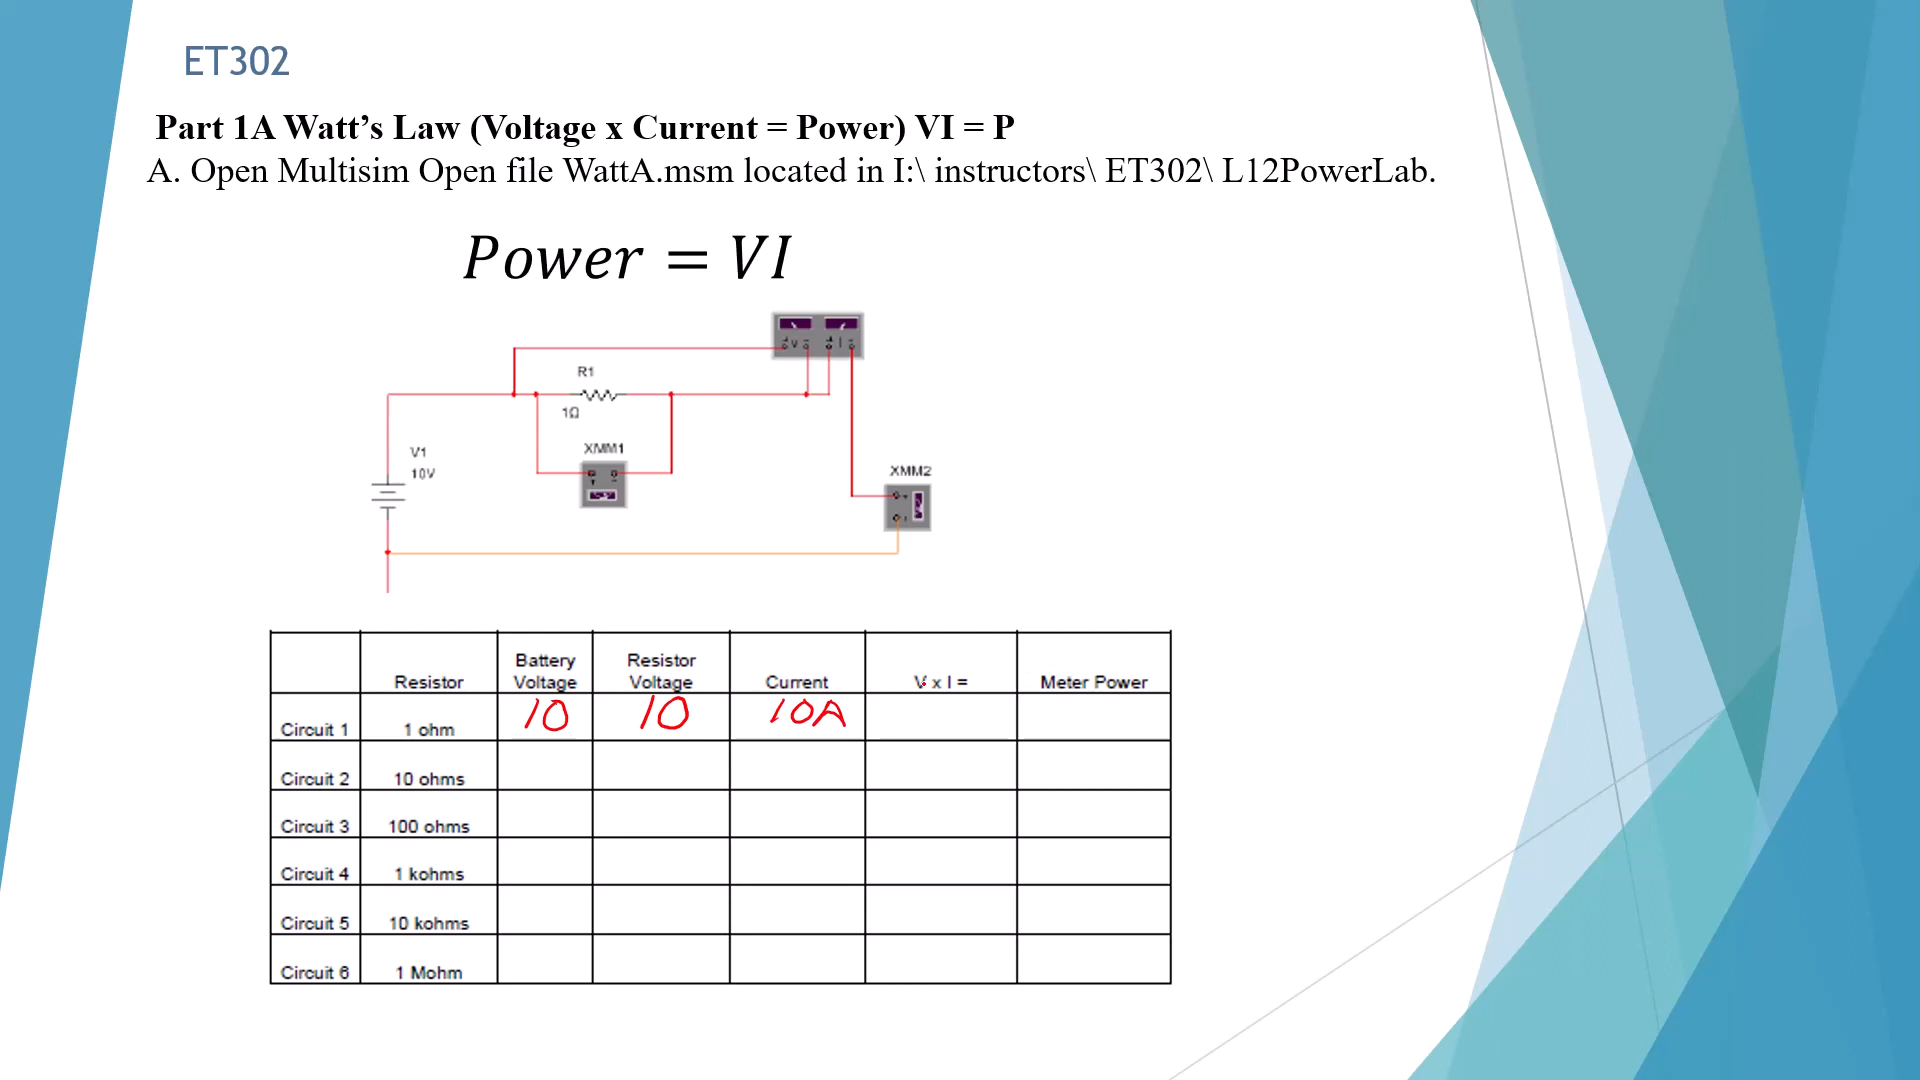 ET302
Part 1A Watt’s Law (Voltage x Current = Power) VI = P
A. Open Multisim Open file WattA.msm located in I:\ instructors\ ET302\ L12PowerLab.
Power = VI
V I
R1
1Ω
XMM1
V1
10V
XMM2
Resistor Battery Voltage Resistor Voltage Current V x I = Meter Power
Circuit 1 1 ohm 10 10 10A
Circuit 2 10 ohms
Circuit 3 100 ohms
Circuit 4 1 kohms
Circuit 5 10 kohms
Circuit 6 1 Mohm